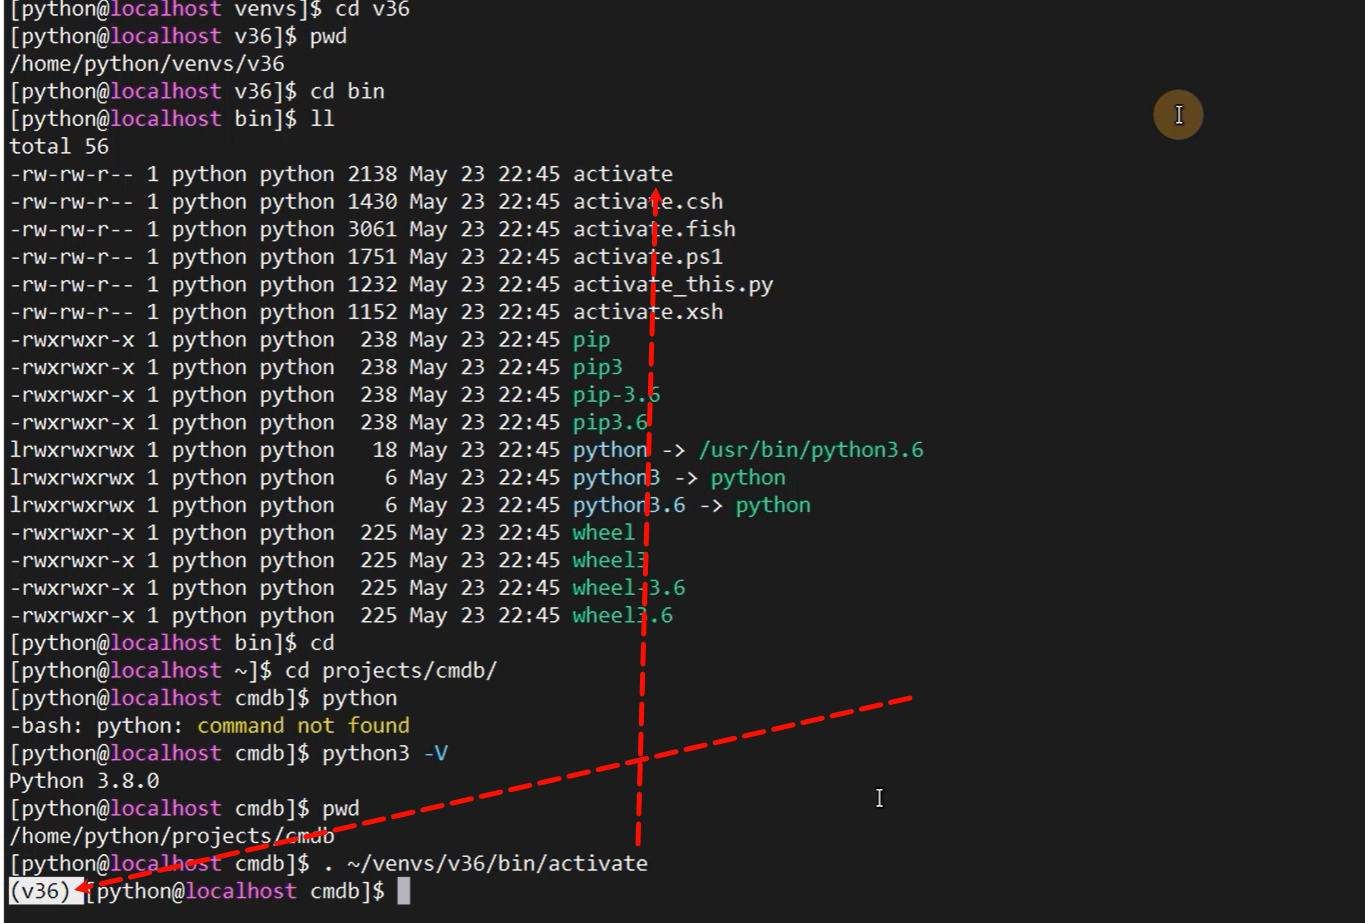 [python@localhost venvs]$ cd v36
[python@localhost v36]$ pwd
/home/python/venvs/v36
[python@localhost v36]$ cd bin
[python@localhost bin]$ ll
total 56
-rw-rw-r-- 1 python python 2138 May 23 22:45 activate
-rw-rw-r-- 1 python python 1430 May 23 22:45 activate.csh
-rw-rw-r-- 1 python python 3061 May 23 22:45 activate.fish
-rw-rw-r-- 1 python python 1751 May 23 22:45 activate.ps1
-rw-rw-r-- 1 python python 1232 May 23 22:45 activate_this.py
-rw-rw-r-- 1 python python 1152 May 23 22:45 activate.xsh
-rwxrwxr-x 1 python python  238 May 23 22:45 pip
-rwxrwxr-x 1 python python  238 May 23 22:45 pip3
-rwxrwxr-x 1 python python  238 May 23 22:45 pip-3.6
-rwxrwxr-x 1 python python  238 May 23 22:45 pip3.6
lrwxrwxrwx 1 python python   18 May 23 22:45 python -> /usr/bin/python3.6
lrwxrwxrwx 1 python python    6 May 23 22:45 python3 -> python
lrwxrwxrwx 1 python python    6 May 23 22:45 python3.6 -> python
-rwxrwxr-x 1 python python  225 May 23 22:45 wheel
-rwxrwxr-x 1 python python  225 May 23 22:45 wheel3
-rwxrwxr-x 1 python python  225 May 23 22:45 wheel-3.6
-rwxrwxr-x 1 python python  225 May 23 22:45 wheel3.6
[python@localhost bin]$ cd
[python@localhost ~]$ cd projects/cmdb/
[python@localhost cmdb]$ python
-bash: python: command not found
[python@localhost cmdb]$ python3 -V
Python 3.8.0
[python@localhost cmdb]$ pwd
/home/python/projects/cmdb
[python@localhost cmdb]$ . ~/venvs/v36/bin/activate
(v36) [python@localhost cmdb]$